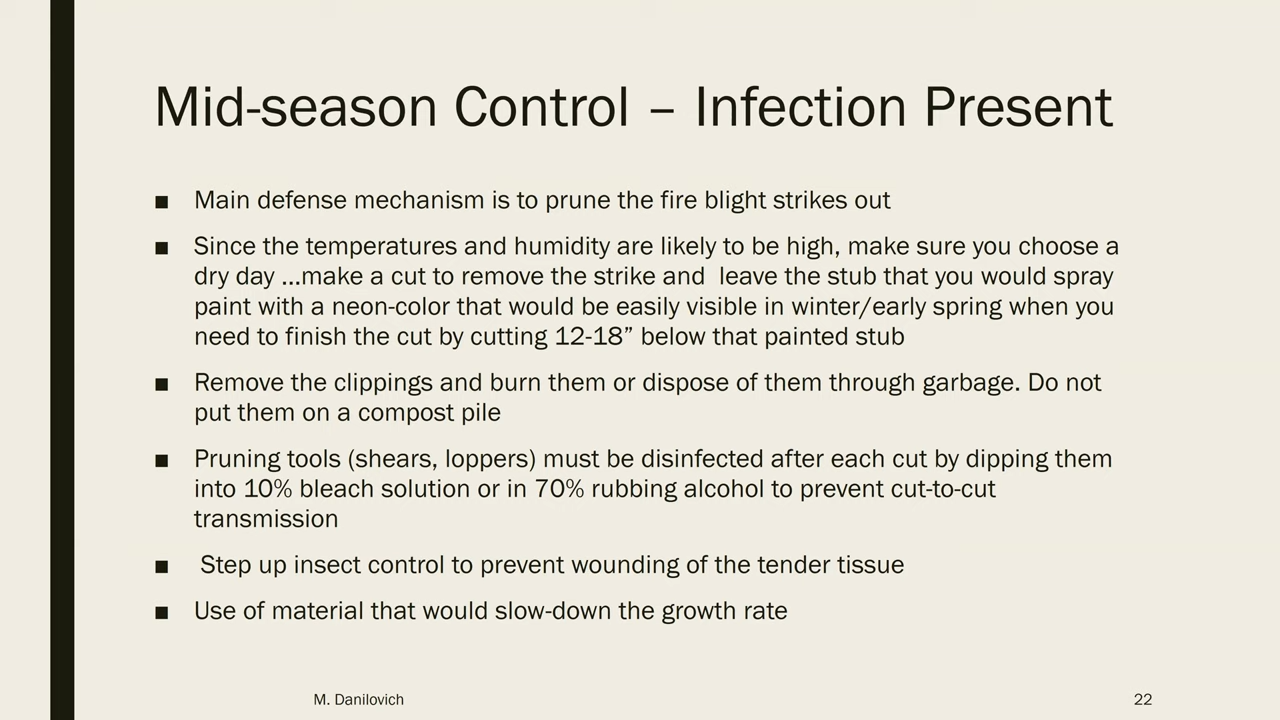 Mid-season Control – Infection Present
■ Main defense mechanism is to prune the fire blight strikes out
■ Since the temperatures and humidity are likely to be high, make sure you choose a
dry day ...make a cut to remove the strike and  leave the stub that you would spray
paint with a neon-color that would be easily visible in winter/early spring when you
need to finish the cut by cutting 12-18” below that painted stub
■ Remove the clippings and burn them or dispose of them through garbage. Do not
put them on a compost pile
■ Pruning tools (shears, loppers) must be disinfected after each cut by dipping them
into 10% bleach solution or in 70% rubbing alcohol to prevent cut-to-cut
transmission
■ Step up insect control to prevent wounding of the tender tissue
■ Use of material that would slow-down the growth rate
M. Danilovich
22